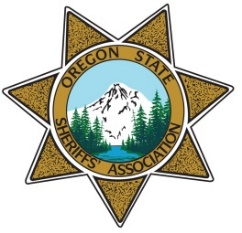 OREGON STATE
SHERIFFS' ASSOCIATION